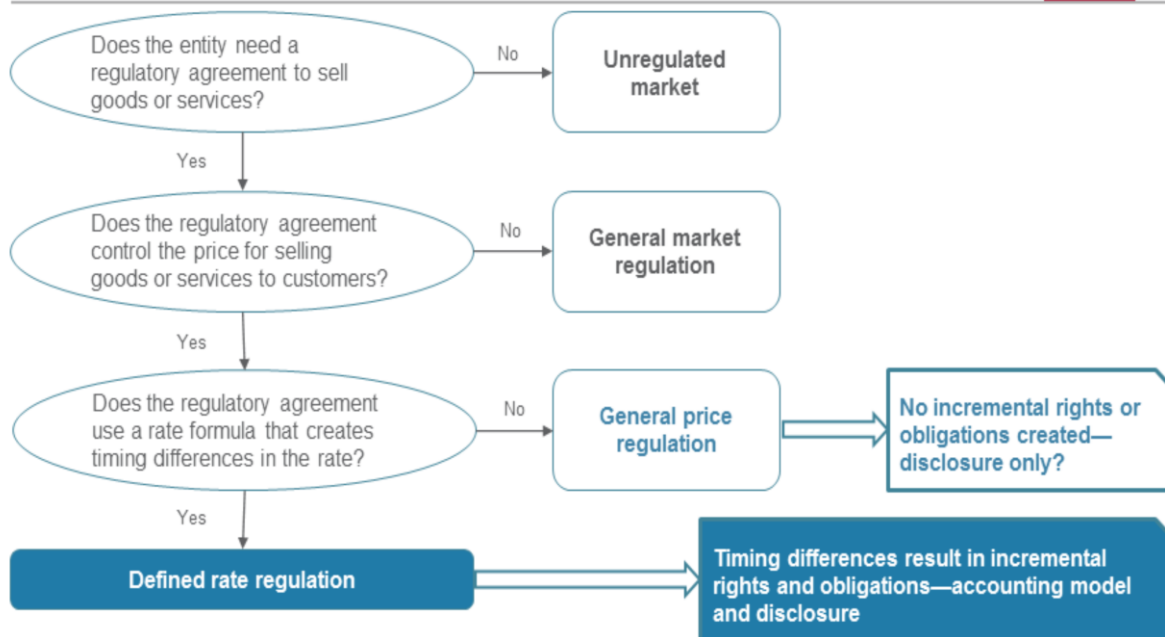 Does the entity need a
regulatory agreement to sell
goods or services?
No
Unregulated
market
Yes
Does the regulatory agreement
control the price for selling
goods or services to customers?
No
General market
regulation
Yes
Does the regulatory agreement
use a rate formula that creates
timing differences in the rate?
No
General price
regulation
No incremental rights or
obligations created—
disclosure only?
Yes
Defined rate regulation
Timing differences result in incremental
rights and obligations—accounting model
and disclosure